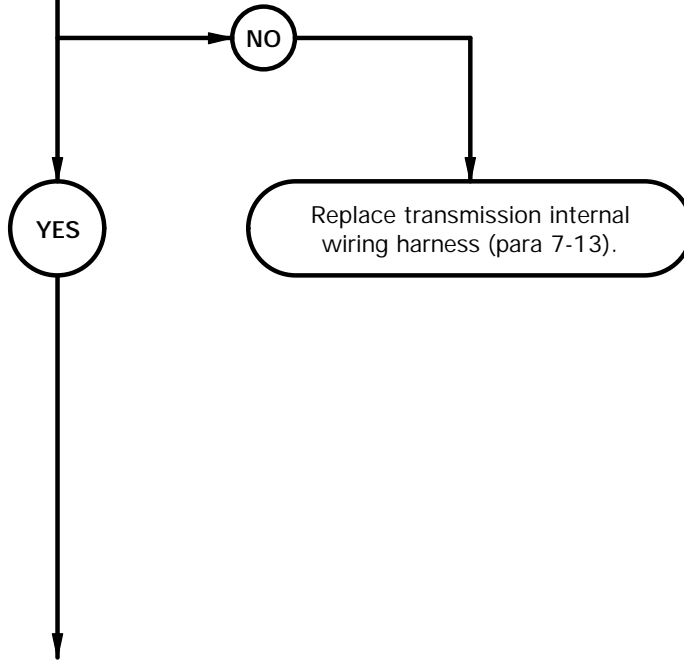 NO
YES
Replace transmission internal
wiring harness (para 7-13).